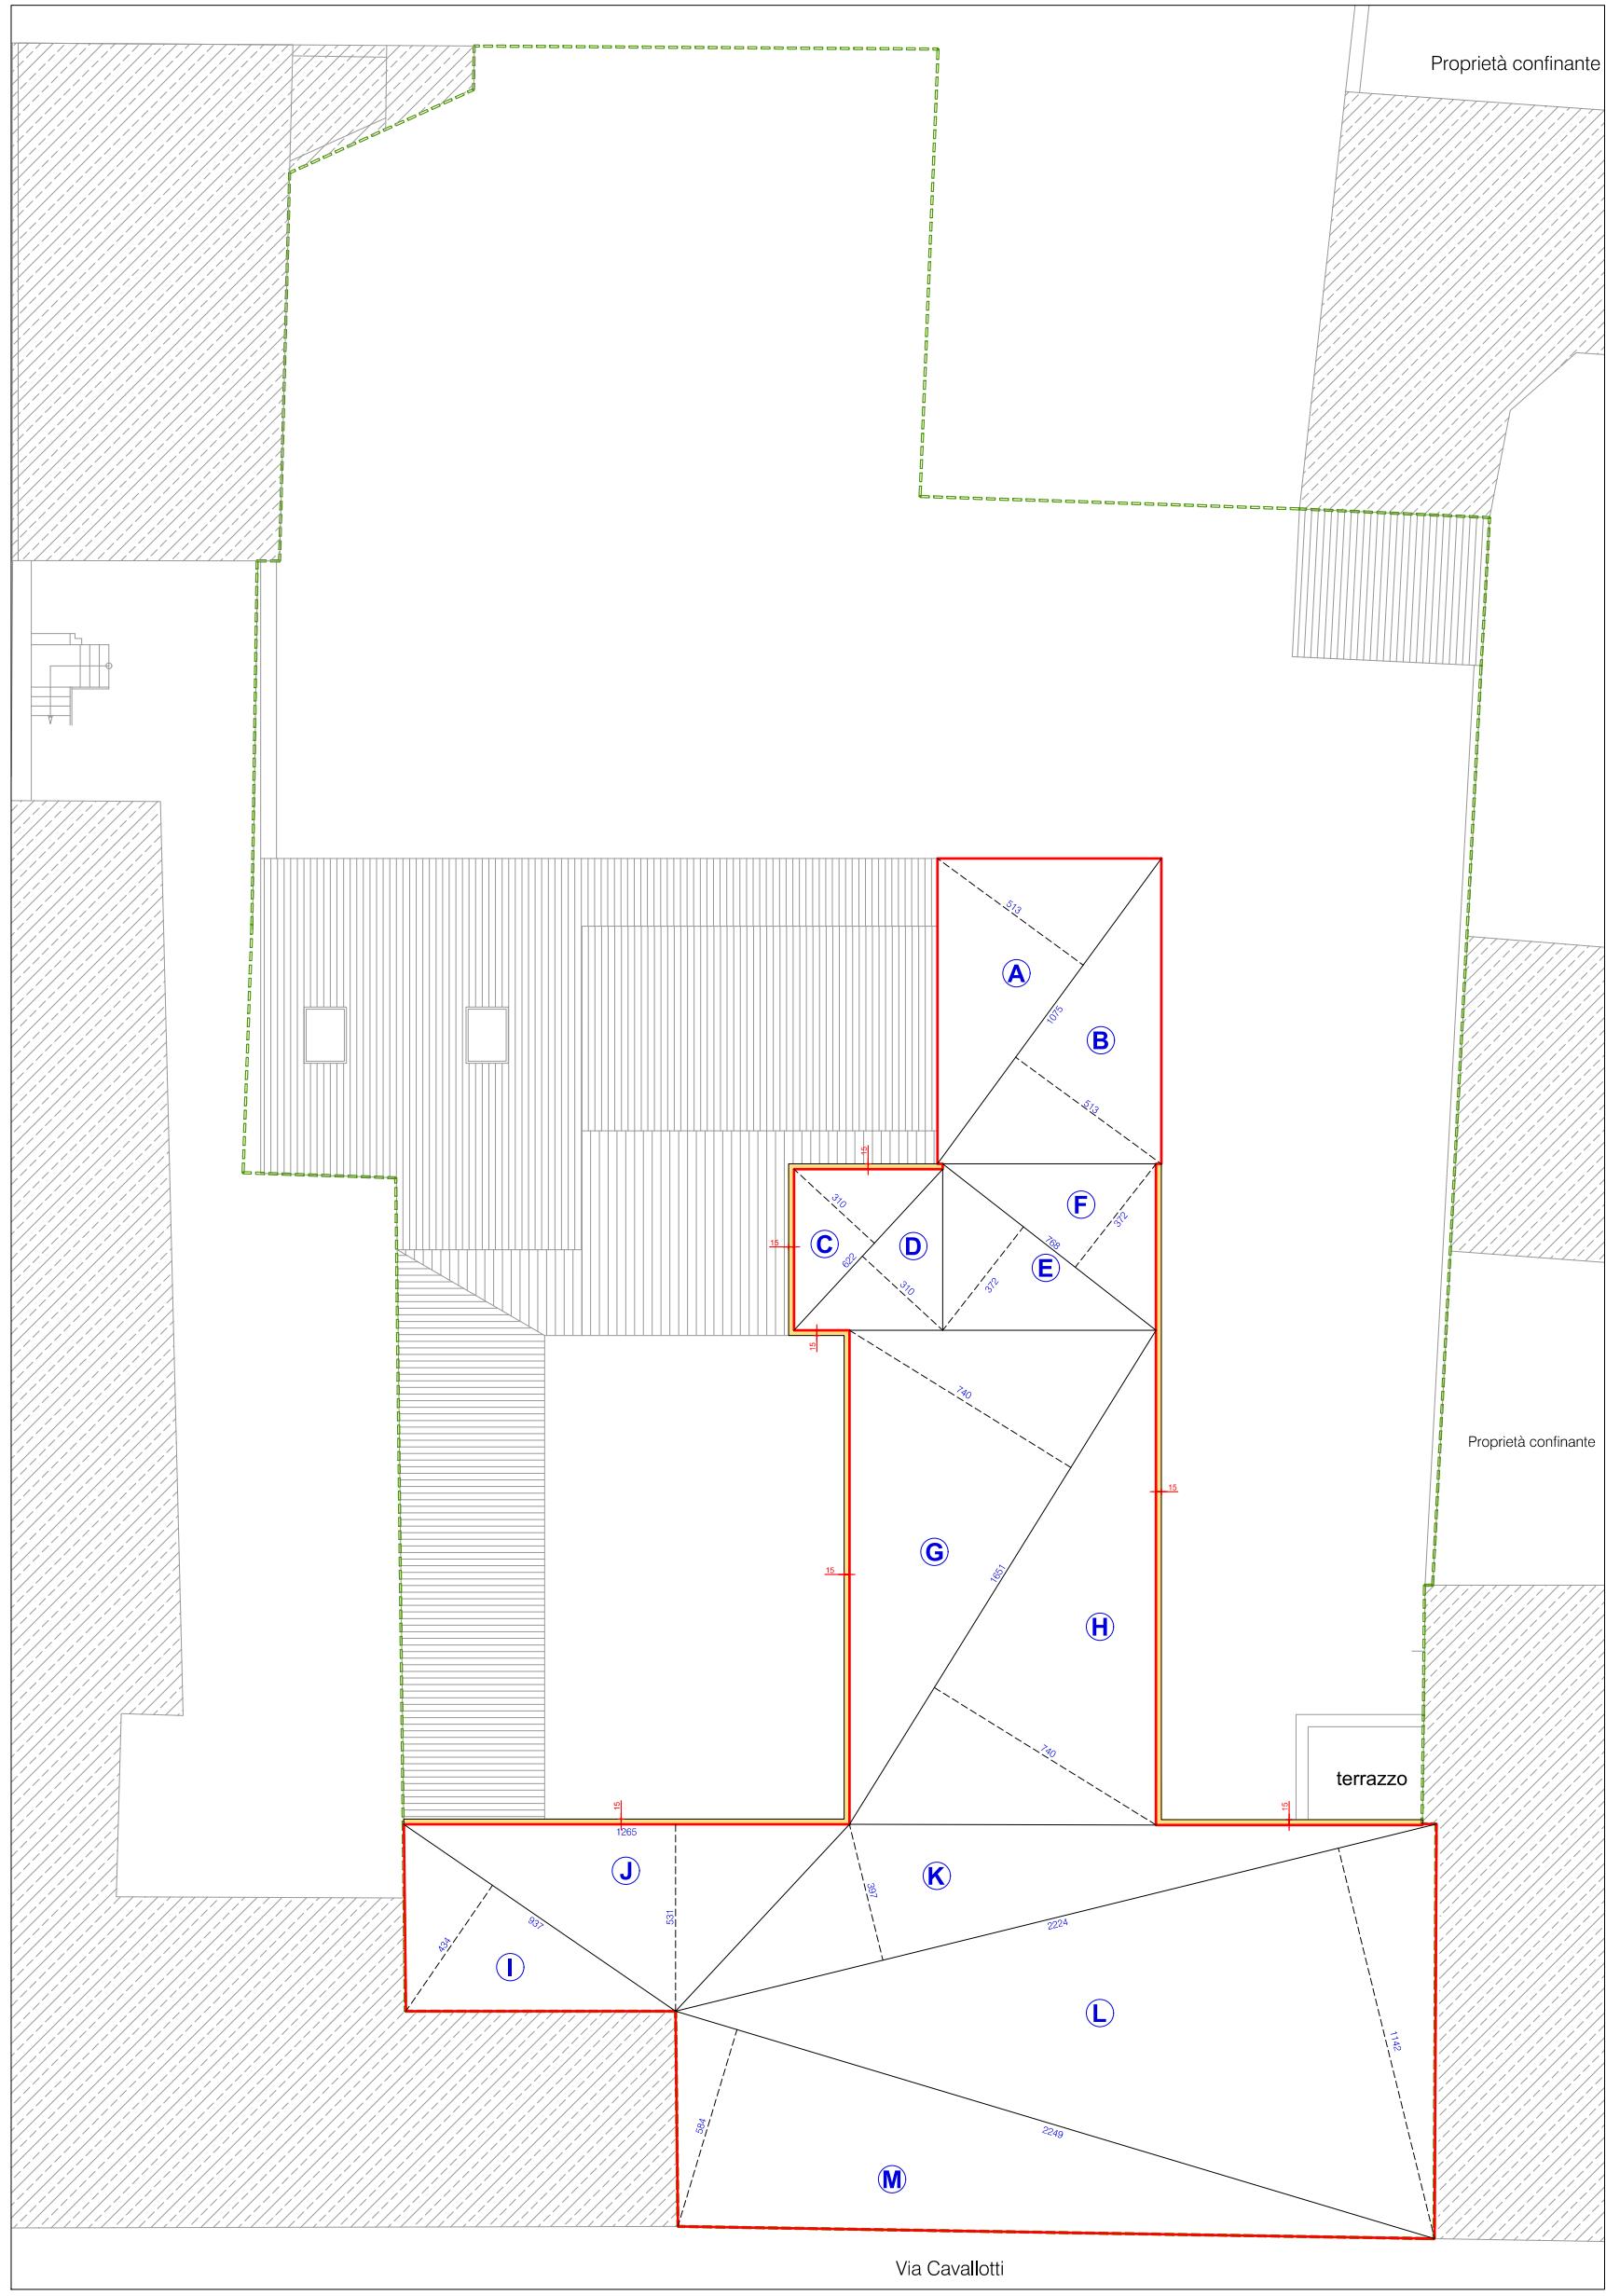 Proprietà confinante
513
A
1075
B
513
15
310
F
372
C
D
768
15
622
E
310
372
15
740
Proprietà confinante
15
G
15
1651
H
740
terrazzo
15
15
1265
J
K
397
531
937
2224
434
I
L
1142
584
2249
M
Via Cavallotti